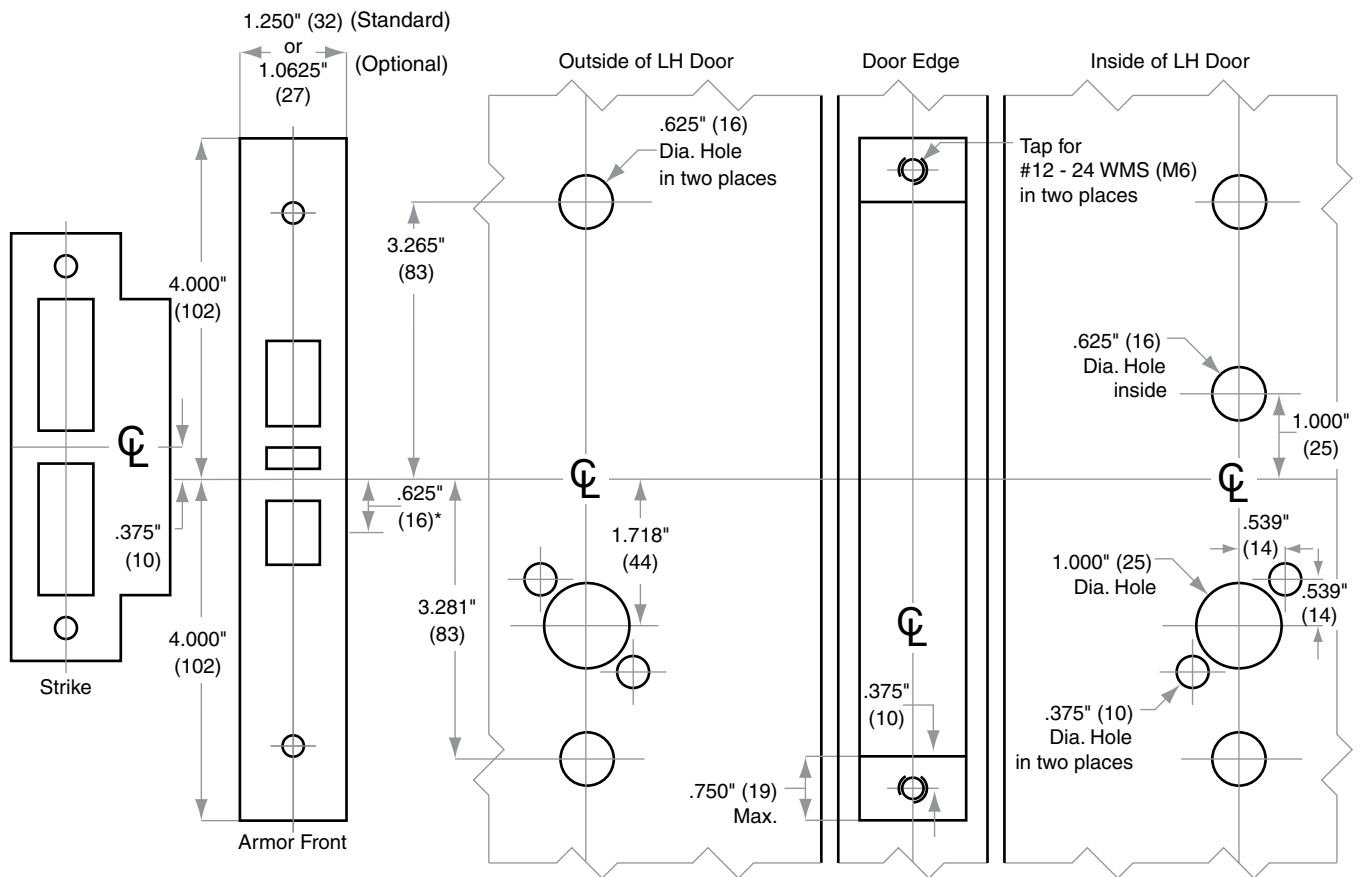 1.250" (32) (Standard)
or
1.0625" (Optional)
(27)
Outside of LH Door
Door Edge
Inside of LH Door
.625" (16)
Dia. Hole
in two places
Tap for
#12 - 24 WMS (M6)
in two places
3.265"
(83)
4.000"
(102)
.625" (16)
Dia. Hole
inside
1.000"
(25)
℄
℄
℄
.625"
(16)*
.375"
(10)
1.718"
(44)
.539"
(14)
1.000" (25)
Dia. Hole
.539"
(14)
3.281"
(83)
℄
4.000"
(102)
Strike
.375"
(10)
.375" (10)
Dia. Hole
in two places
.750" (19)
Max.
Armor Front